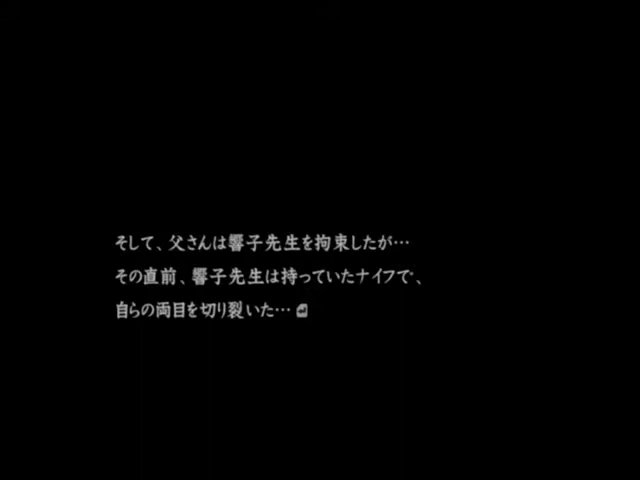 そして、父さんは響子先生を拘束したが…
その直前、響子先生は持っていたナイフで、
自らの両目を切り裂いた…